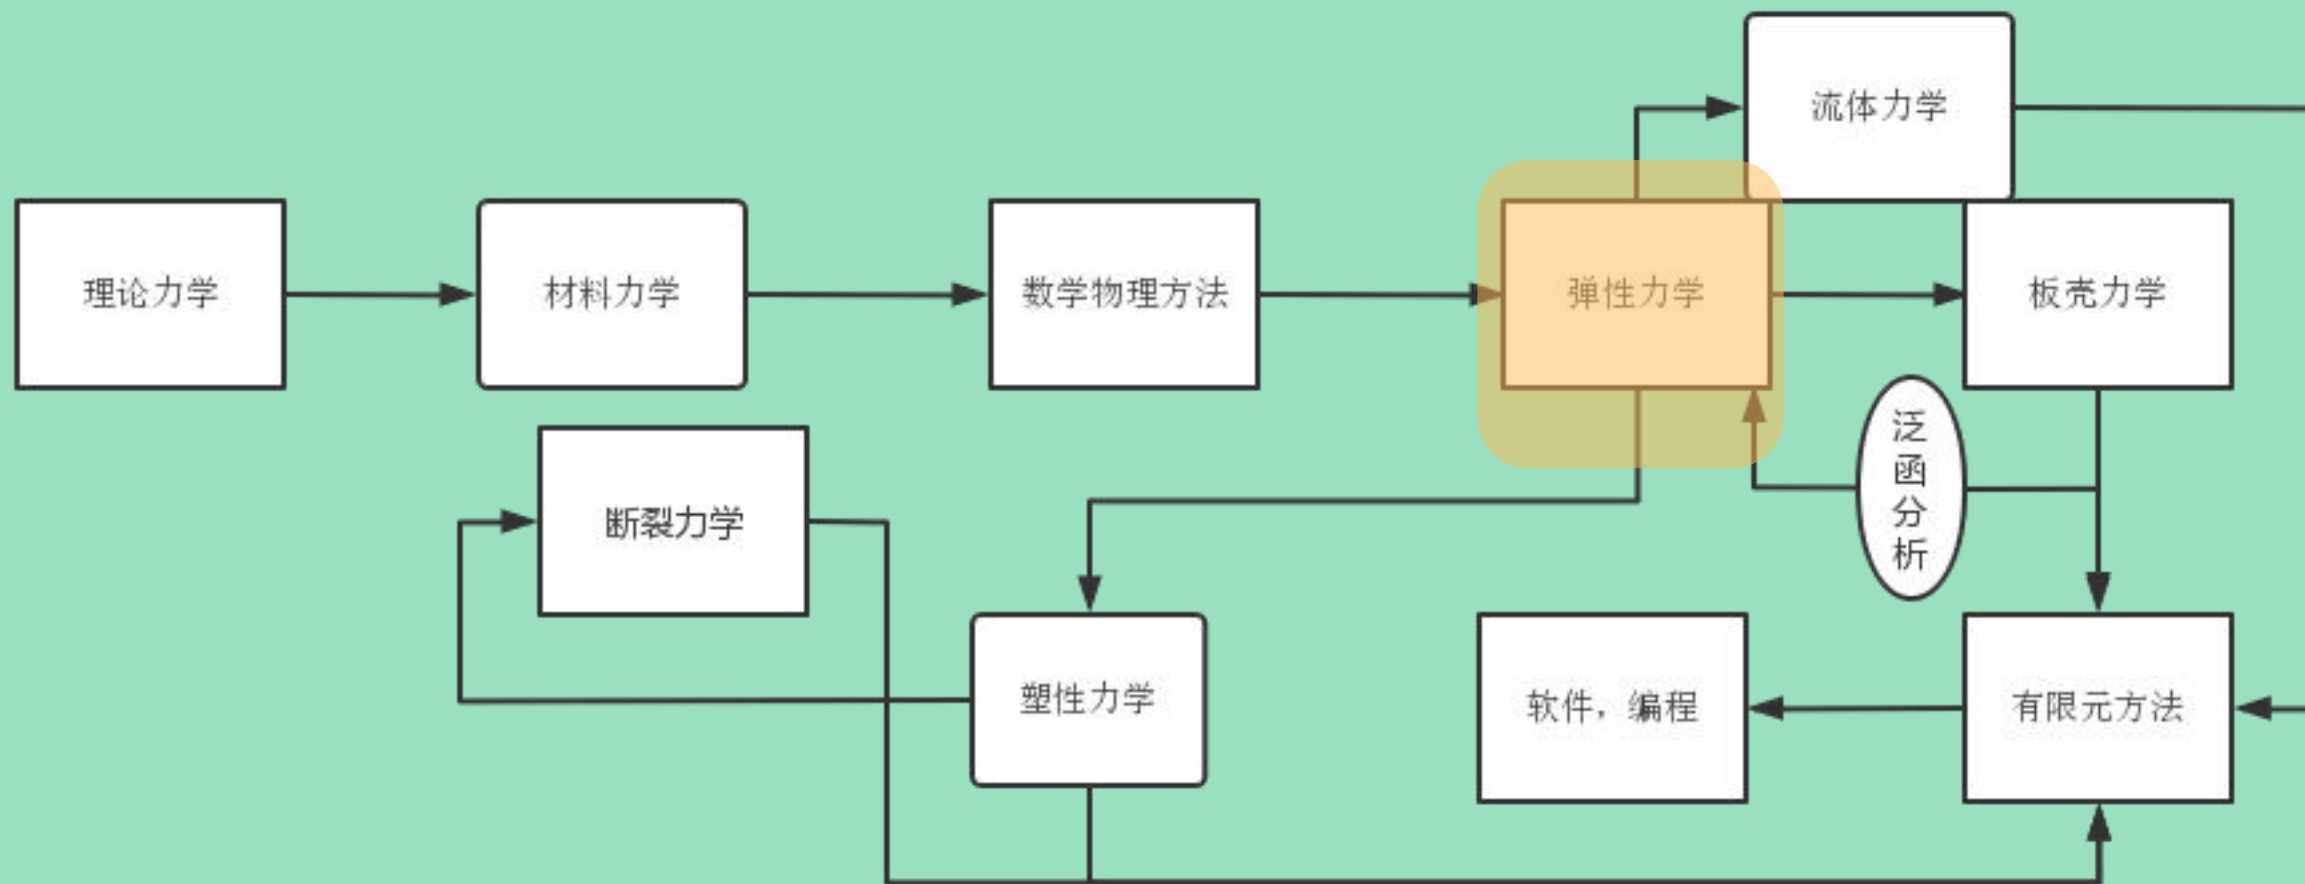 流体力学
理论力学
材料力学
数学物理方法
弹性力学
板壳力学
泛
函
分
析
断裂力学
塑性力学
软件，编程
有限元方法